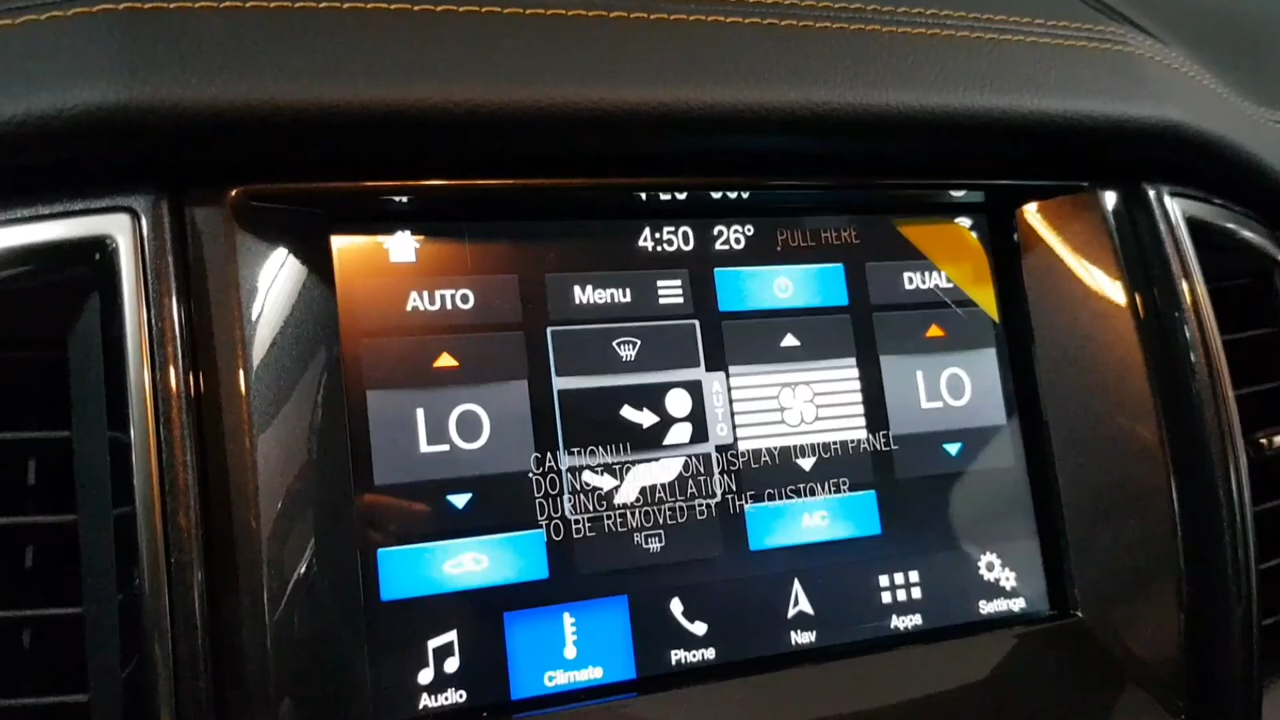 4:50 26° PULL HERE
AUTO
Menu
DUAL
LO
AUTO
LO
CAUTION!!!
DO NOT TOUCH ON DISPLAY TOUCH PANEL
DURING INSTALLATION
TO BE REMOVED BY THE CUSTOMER
A/C
R
Audio
Climate
Phone
Nav
Apps
Settings